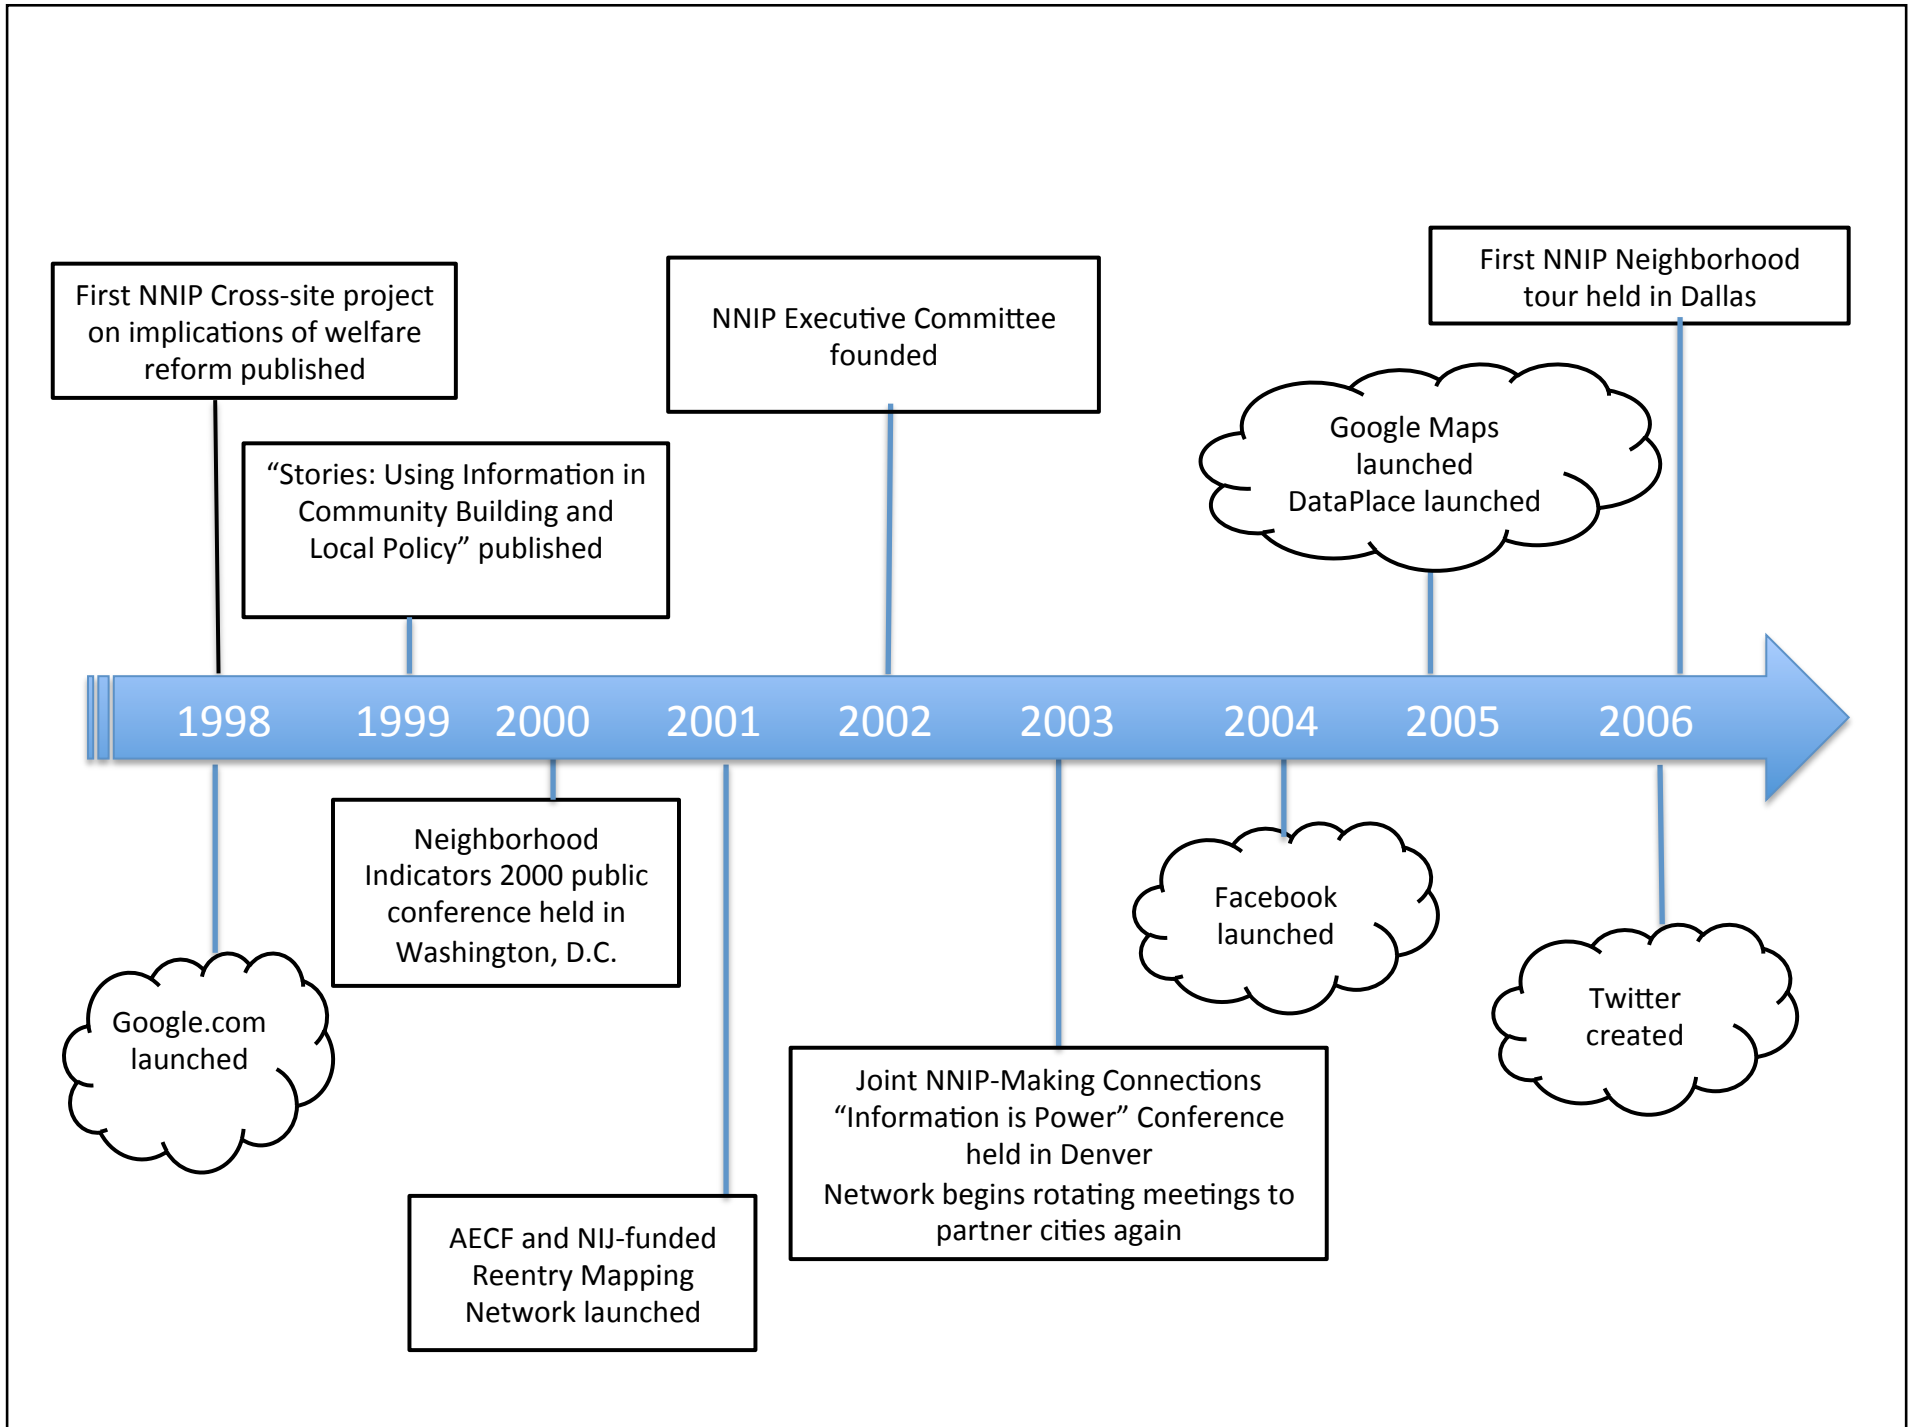 First NNIP Cross-site project
on implications of welfare
reform published
“Stories: Using Information in
Community Building and
Local Policy” published
NNIP Executive Committee
founded
Google Maps
launched
DataPlace launched
First NNIP Neighborhood
tour held in Dallas
1998 1999 2000 2001 2002 2003 2004 2005 2006
Google.com
launched
Neighborhood
Indicators 2000 public
conference held in
Washington, D.C.
AECF and NIJ-funded
Reentry Mapping
Network launched
Joint NNIP-Making Connections
“Information is Power” Conference
held in Denver
Network begins rotating meetings to
partner cities again
Facebook
launched
Twitter
created